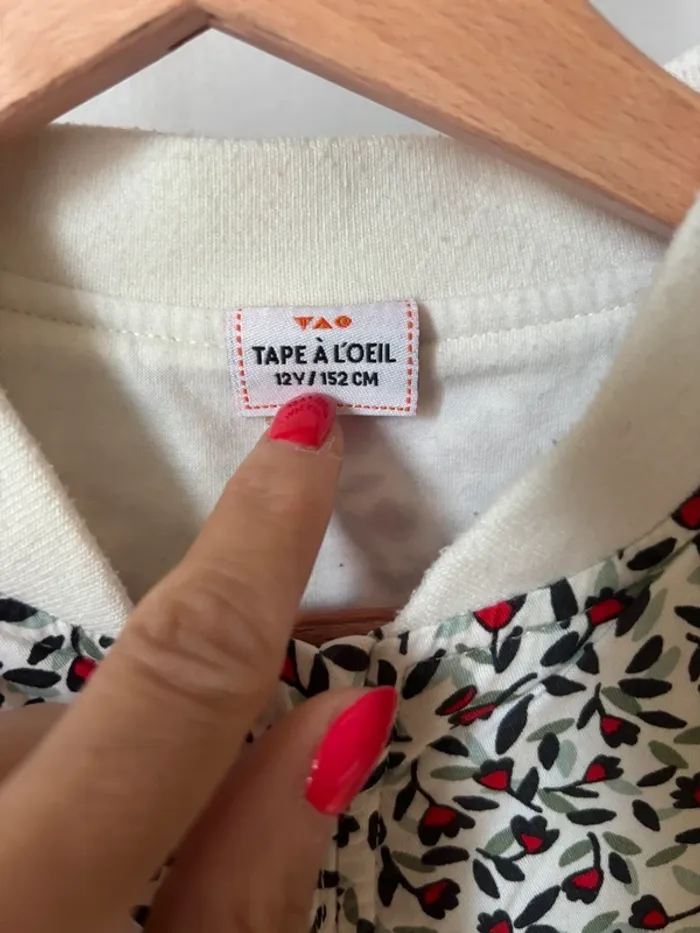 TAO
TAPE À L'OEIL
12Y / 152 CM